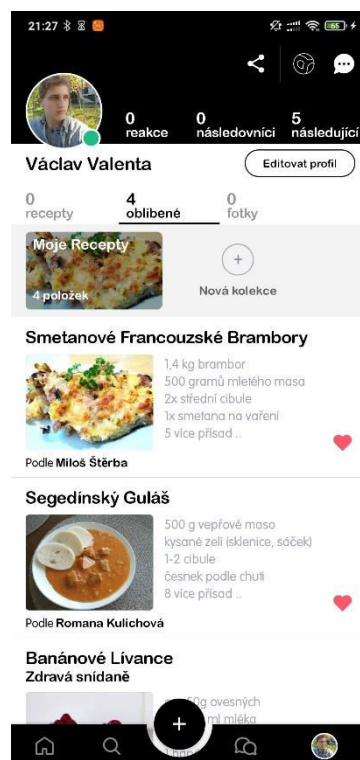 21:27
65
0
reakce
0
následovníci
5
následující
Václav Valenta
Editovat profil
0
recepty
4
oblíbené
0
fotky
Moje Recepty
4 položek
+
Nová kolekce
Smetanové Francouzské Brambory
1,4 kg brambor
500 gramů mletého masa
2x střední cibule
1x smetana na vaření
5 více přísad ..
Podle Miloš Štěrba
Segedínský Guláš
500 g vepřové maso
kysané zelí (sklenice, sáček)
1-2 cibule
česnek podle chuti
8 více přísad ..
Podle Romana Kulichová
Banánové Lívance
Zdravá snídaně
50g ovesných
ml mléka
+